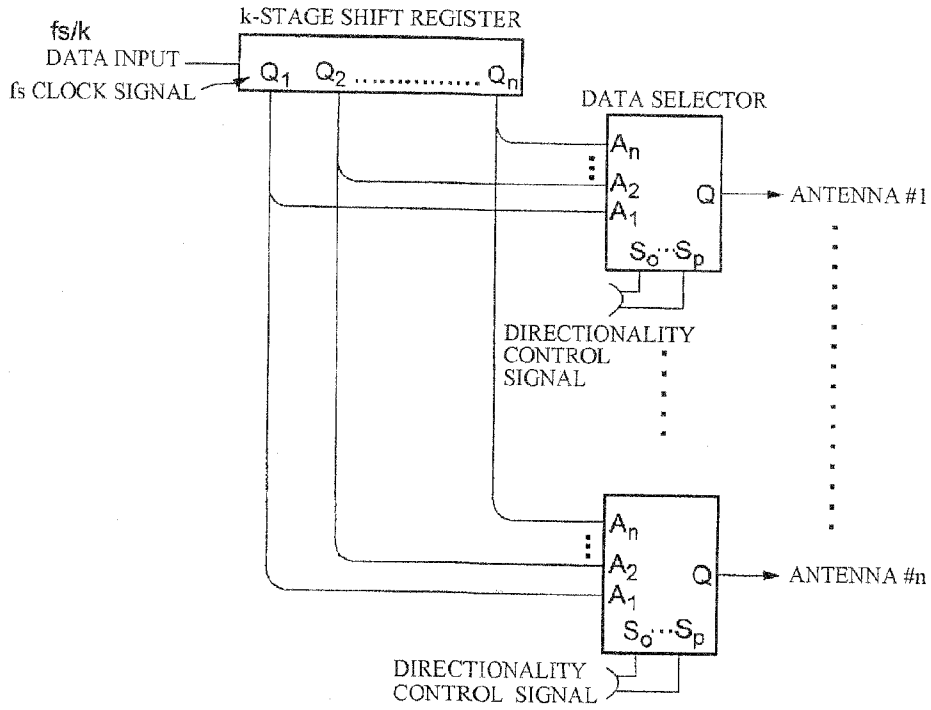 k-STAGE SHIFT REGISTER
fs/k
DATA INPUT
fs CLOCK SIGNAL
Q1 Q2 ................ Qn
DATA SELECTOR
An
A2
A1
Q
ANTENNA #1
So...Sp
DIRECTIONALITY
CONTROL
SIGNAL
An
A2
A1
Q
ANTENNA #n
So...Sp
DIRECTIONALITY
CONTROL SIGNAL